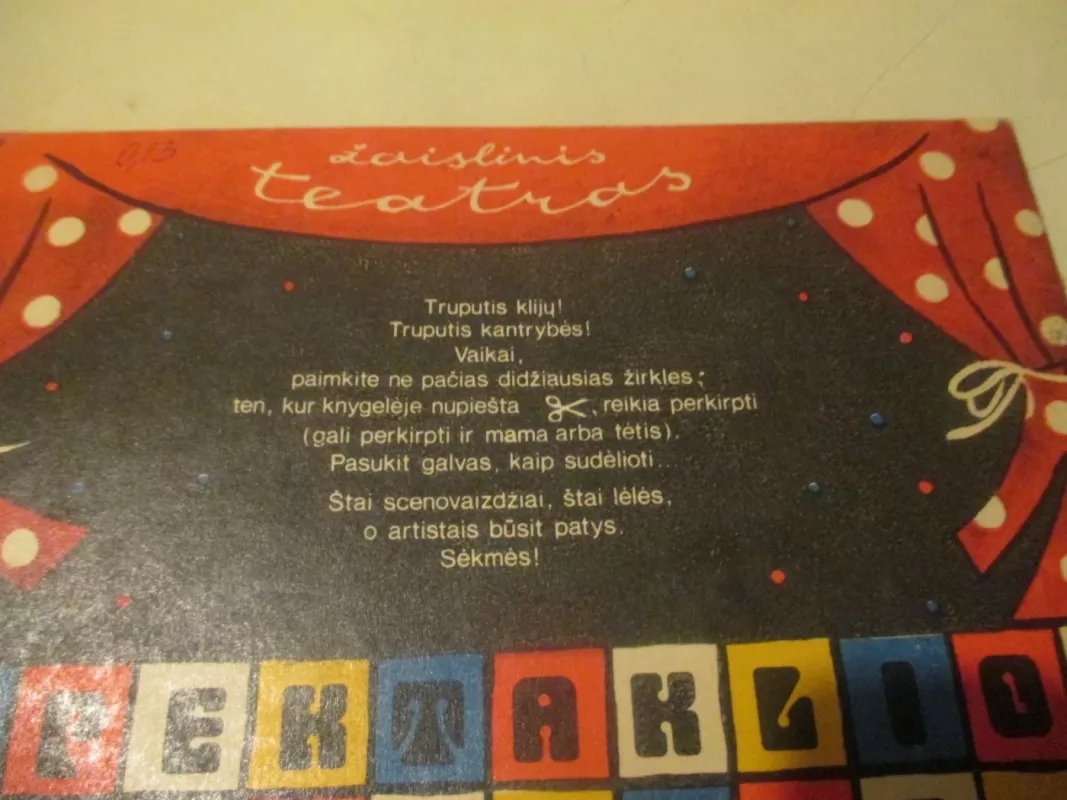 žaislinis
teatras
Truputis klijų!
Truputis kantrybės!
Vaikai,
paimkite ne pačias didžiausias žirkles;
ten, kur knygelėje nupiešta , reikia perkirpti
(gali perkirpti ir mama arba tėtis).
Pasukit galvas, kaip sudėlioti...
Štai scenovaizdžiai, štai lėlės,
o artistais būsit patys.
Sėkmės!
PEKTAKLIO